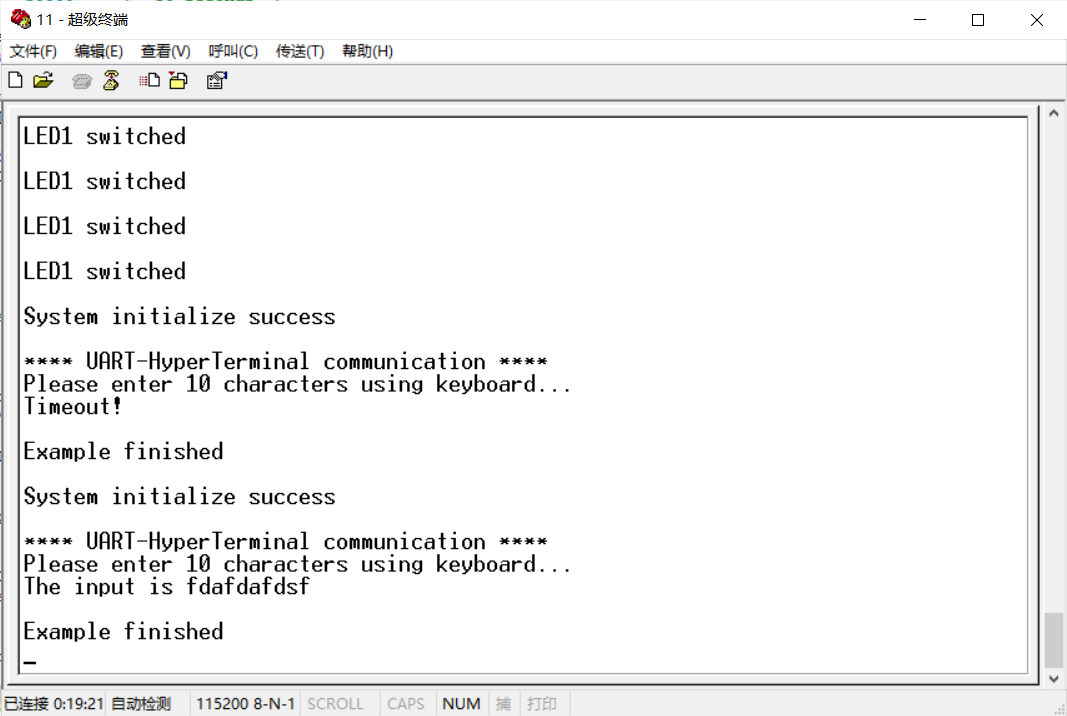 11 - 超级终端
文件(F) 编辑(E) 查看(V) 呼叫(C) 传送(T) 帮助(H)
LED1 switched
LED1 switched
LED1 switched
LED1 switched
System initialize success
**** UART-HyperTerminal communication ****
Please enter 10 characters using keyboard...
Timeout!
Example finished
System initialize success
**** UART-HyperTerminal communication ****
Please enter 10 characters using keyboard...
The input is fdafdafdsf
Example finished
已连接 0:19:21 自动检测 115200 8-N-1 SCROLL CAPS NUM 捕 打印